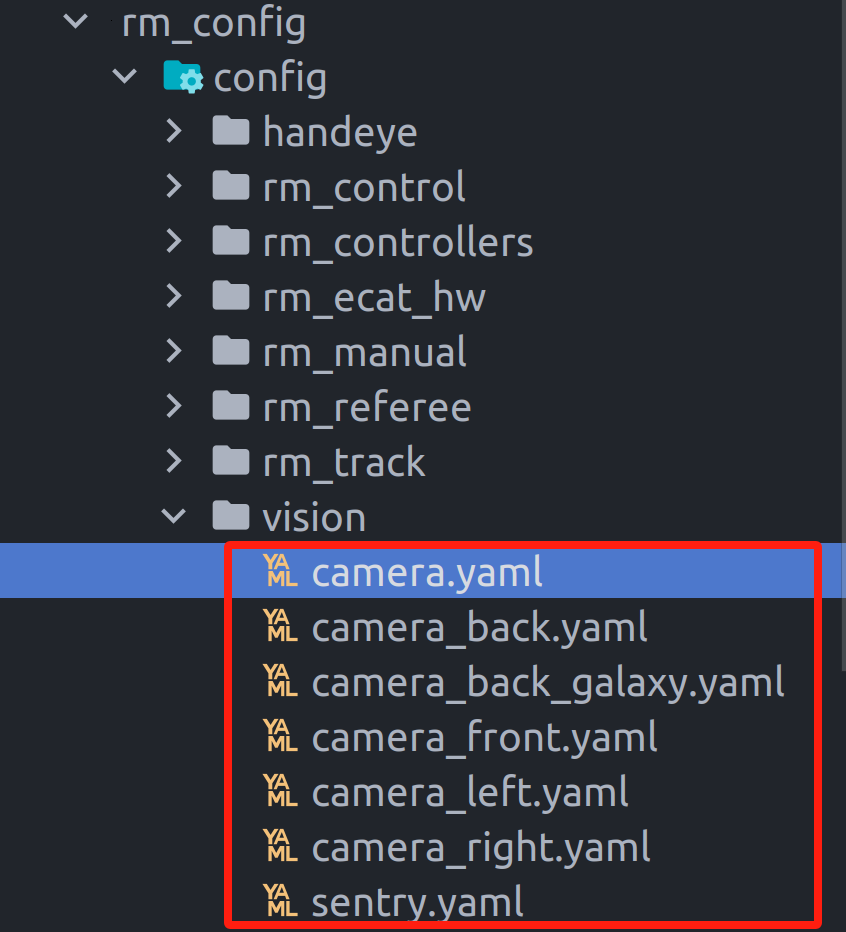 rm_config
config
handeye
rm_control
rm_controllers
rm_ecat_hw
rm_manual
rm_referee
rm_track
vision
YAML camera.yaml
YAML camera_back.yaml
YAML camera_back_galaxy.yaml
YAML camera_front.yaml
YAML camera_left.yaml
YAML camera_right.yaml
YAML sentry.yaml